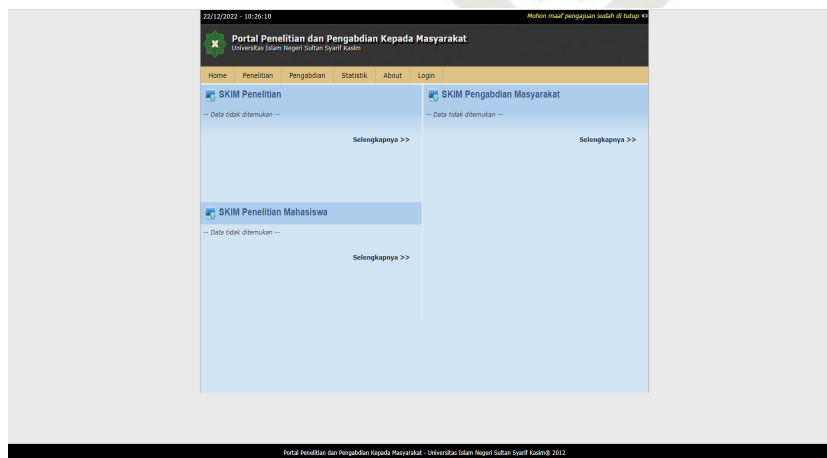 22/12/2022 - 10:26:10
Mohon maaf pengajuan sudah di tutup
Portal Penelitian dan Pengabdian Kepada Masyarakat
Universitas Islam Negeri Sultan Syarif Kasim
Home Penelitian Pengabdian Statistik About Login
SKIM Penelitian
-- Data tidak ditemukan --
Selengkapnya >>
SKIM Pengabdian Masyarakat
-- Data tidak ditemukan --
Selengkapnya >>
SKIM Penelitian Mahasiswa
-- Data tidak ditemukan --
Selengkapnya >>
Portal Penelitian dan Pengabdian Kepada Masyarakat - Universitas Islam Negeri Sultan Syarif Kasim@ 2012